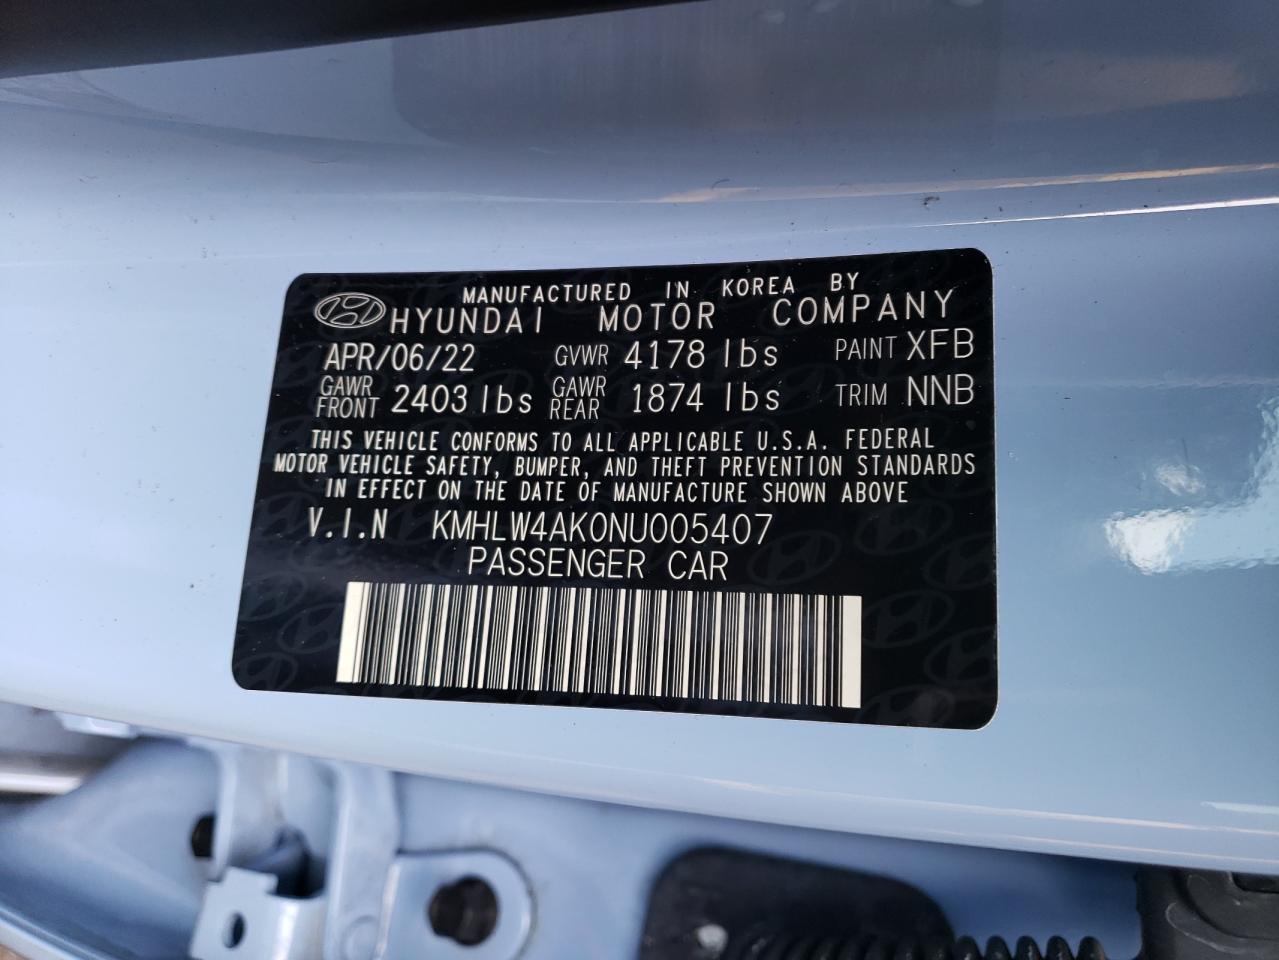 MANUFACTURED IN KOREA BY
HYUNDAI MOTOR COMPANY
APR/06/22 GVWR 4178 lbs PAINT XFB
GAWR FRONT 2403 lbs GAWR REAR 1874 lbs TRIM NNB
THIS VEHICLE CONFORMS TO ALL APPLICABLE U.S.A. FEDERAL
MOTOR VEHICLE SAFETY, BUMPER, AND THEFT PREVENTION STANDARDS
IN EFFECT ON THE DATE OF MANUFACTURE SHOWN ABOVE
V.I.N KMHLW4AK0NU005407
PASSENGER CAR